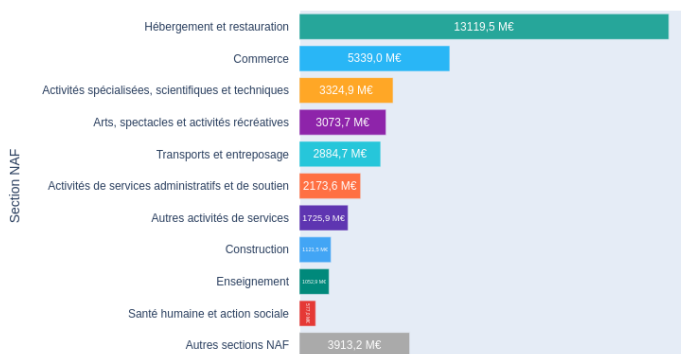 Hébergement et restauration 13119,5 M€
Commerce 5339,0 M€
Activités spécialisées, scientifiques et techniques 3324,9 M€
Arts, spectacles et activités récréatives 3073,7 M€
Transports et entreposage 2884,7 M€
Activités de services administratifs et de soutien 2173,6 M€
Autres activités de services 1725,9 M€
Construction M€
Enseignement M€
Santé humaine et action sociale
Autres sections NAF 3913,2 M€
Section NAF